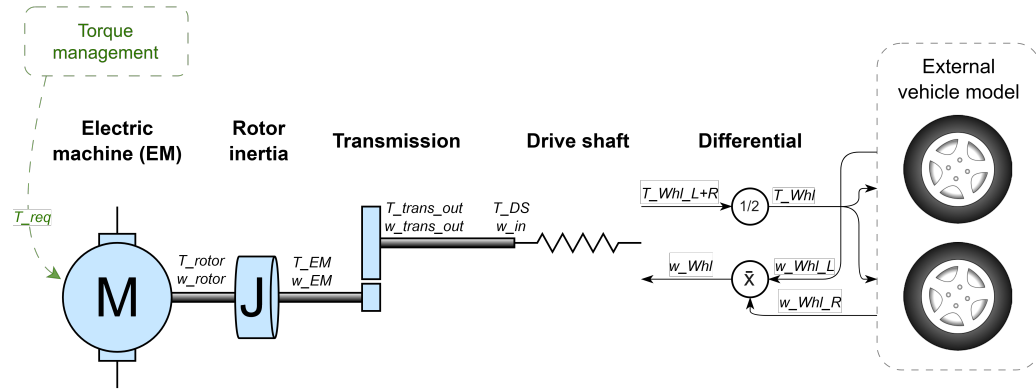 Torque
management
External
vehicle model
Electric
machine (EM)
Rotor
inertia
Transmission
Drive shaft
Differential
T_req
T_rotor
w_rotor
T_EM
w_EM
T_trans_out
w_trans_out
T_DS
w_in
T_Whl_L+R
1/2
T_Whl
w_Whl
x̄
w_Whl_L
w_Whl_R
M
J